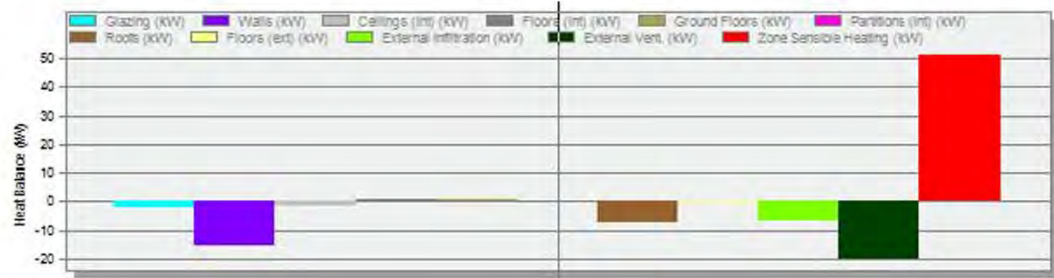 Glazing (kW) Walls (kW) Ceilings (int) (kW) Floors (int) (kW) Ground Floors (kW) Partitions (int) (kW)
Roofs (kW) Floors (ext) (kW) External Infiltration (kW) External Vent. (kW) Zone Sensible Heating (kW)
Heat Balance (kW)
50
40
30
20
10
0
-10
-20